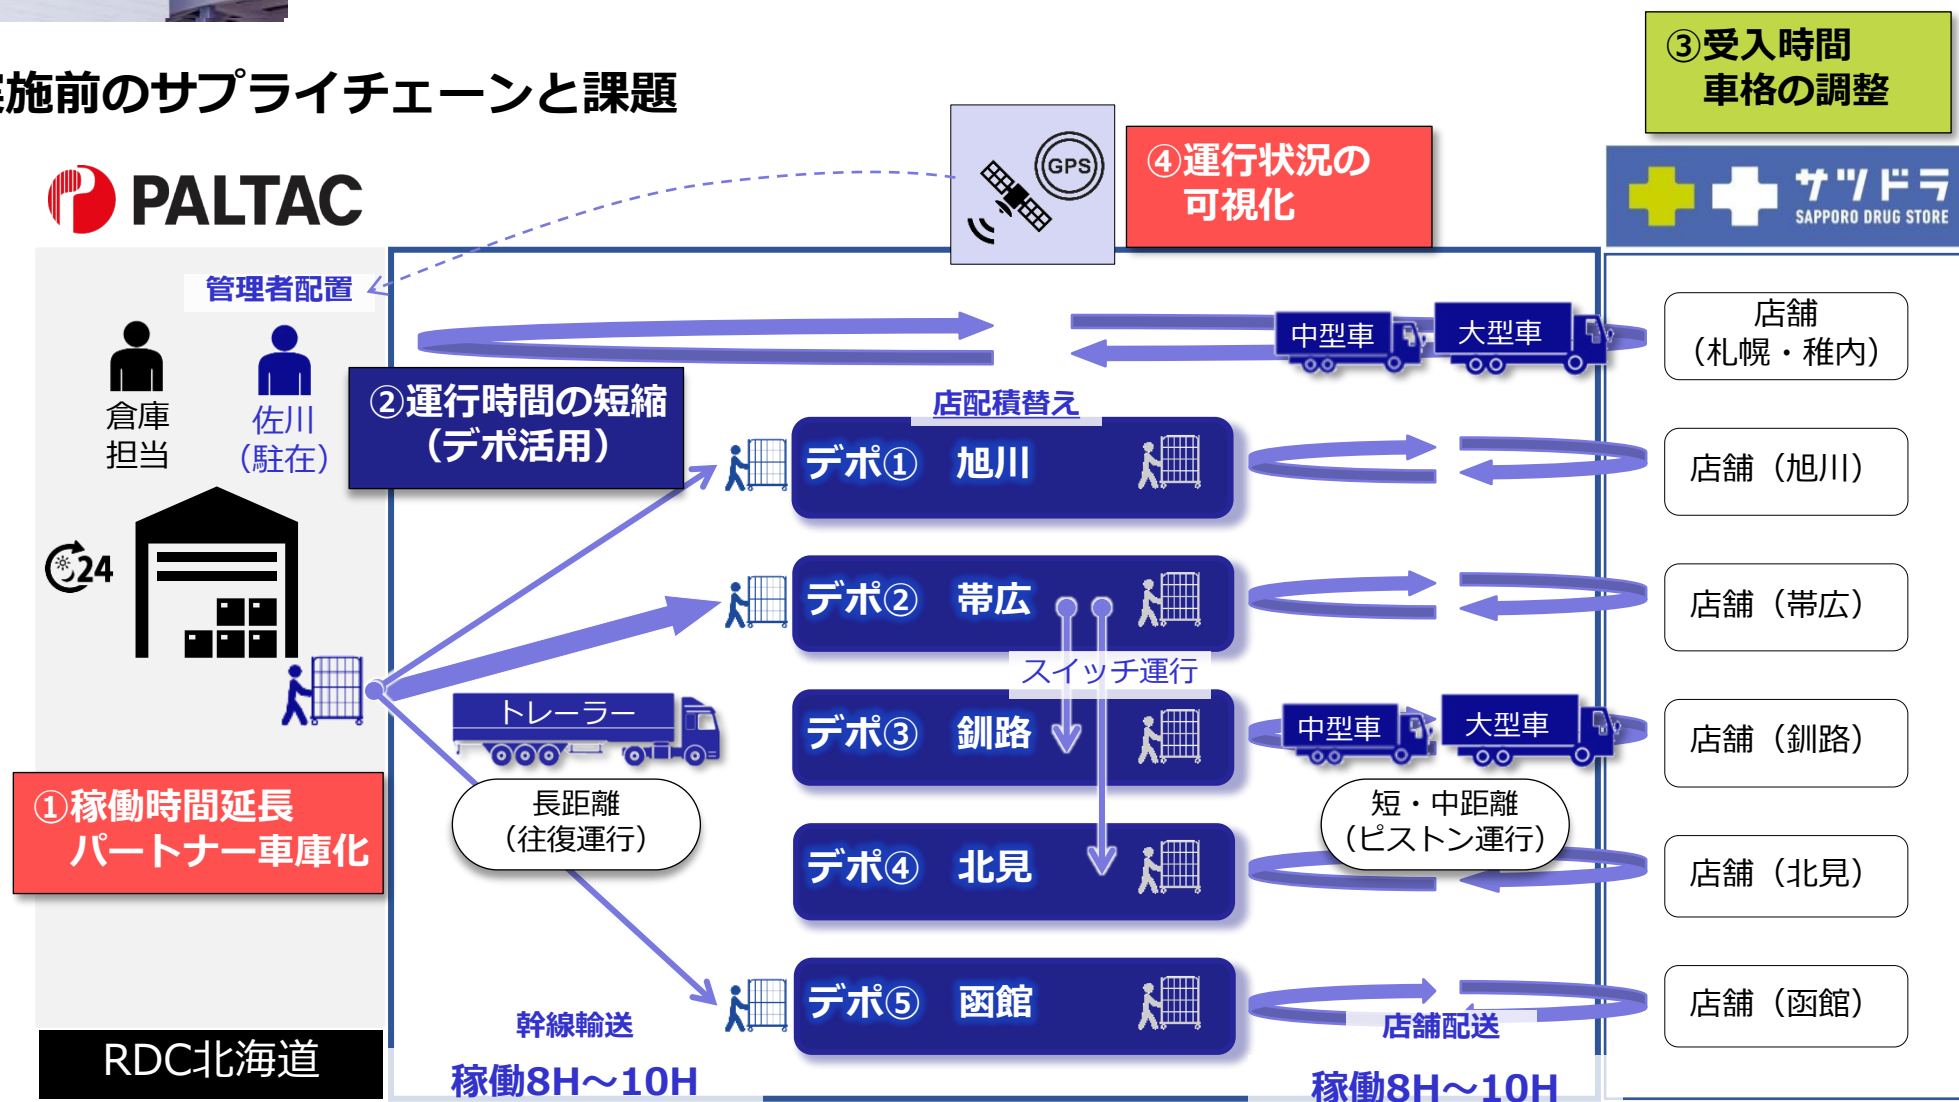 施前のサプライチェーンと課題
③受入時間
車格の調整
PALTAC
GPS
④運行状況の
可視化
サツドラ
SAPPORO DRUG STORE
管理者配置
倉庫
担当
佐川
（駐在）
24
②運行時間の短縮
（デポ活用）
①稼働時間延長
パートナー車庫化
RDC北海道
中型車
大型車
店配積替え
デポ① 旭川
デポ② 帯広
スイッチ運行
デポ③ 釧路
デポ④ 北見
デポ⑤ 函館
トレーラー
長距離
（往復運行）
中型車
大型車
短・中距離
（ピストン運行）
幹線輸送
稼働8H～10H
店舗配送
稼働8H～10H
店舗
（札幌・稚内）
店舗（旭川）
店舗（帯広）
店舗（釧路）
店舗（北見）
店舗（函館）